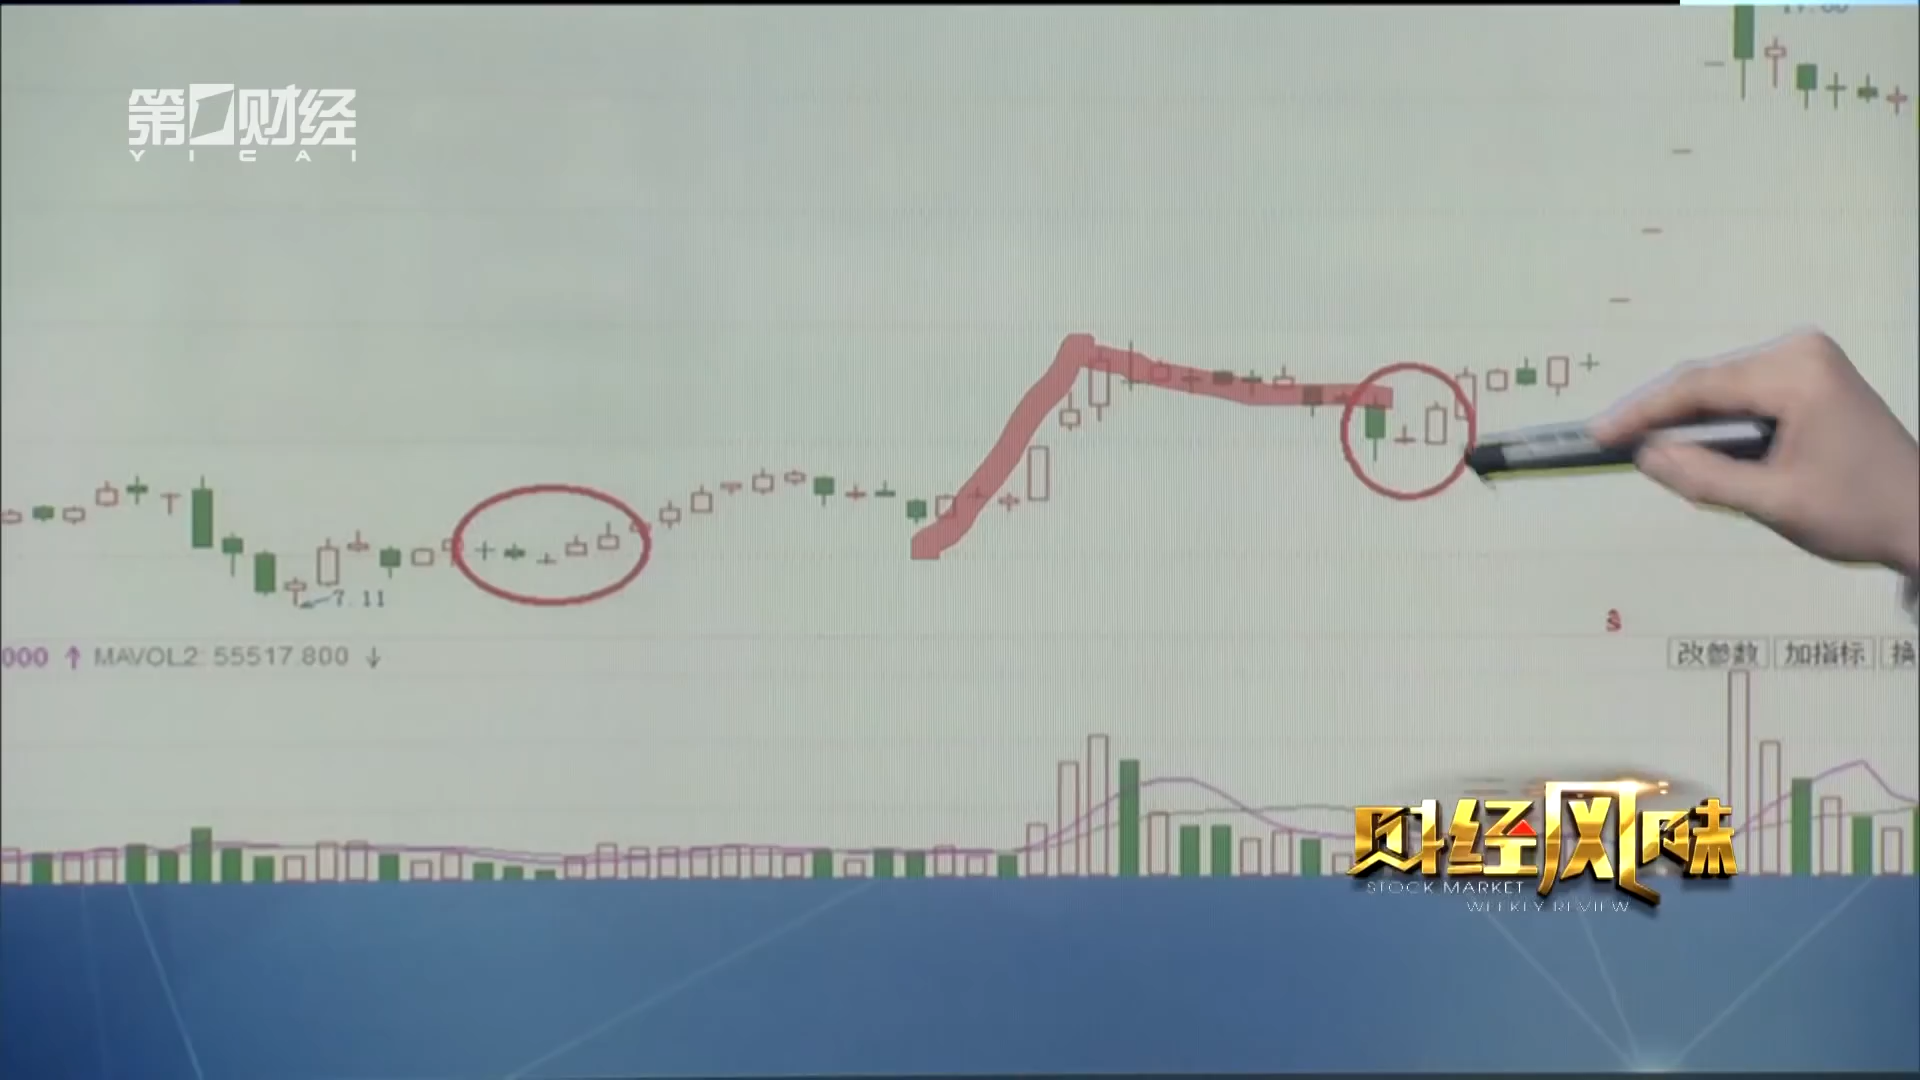 第一财经
YICAI
7.11
000 ↑ MAVOL2: 55517.800 ↓
S
改参数 加指标 换
财经风味
STOCK MARKET
WEEKLY REVIEW